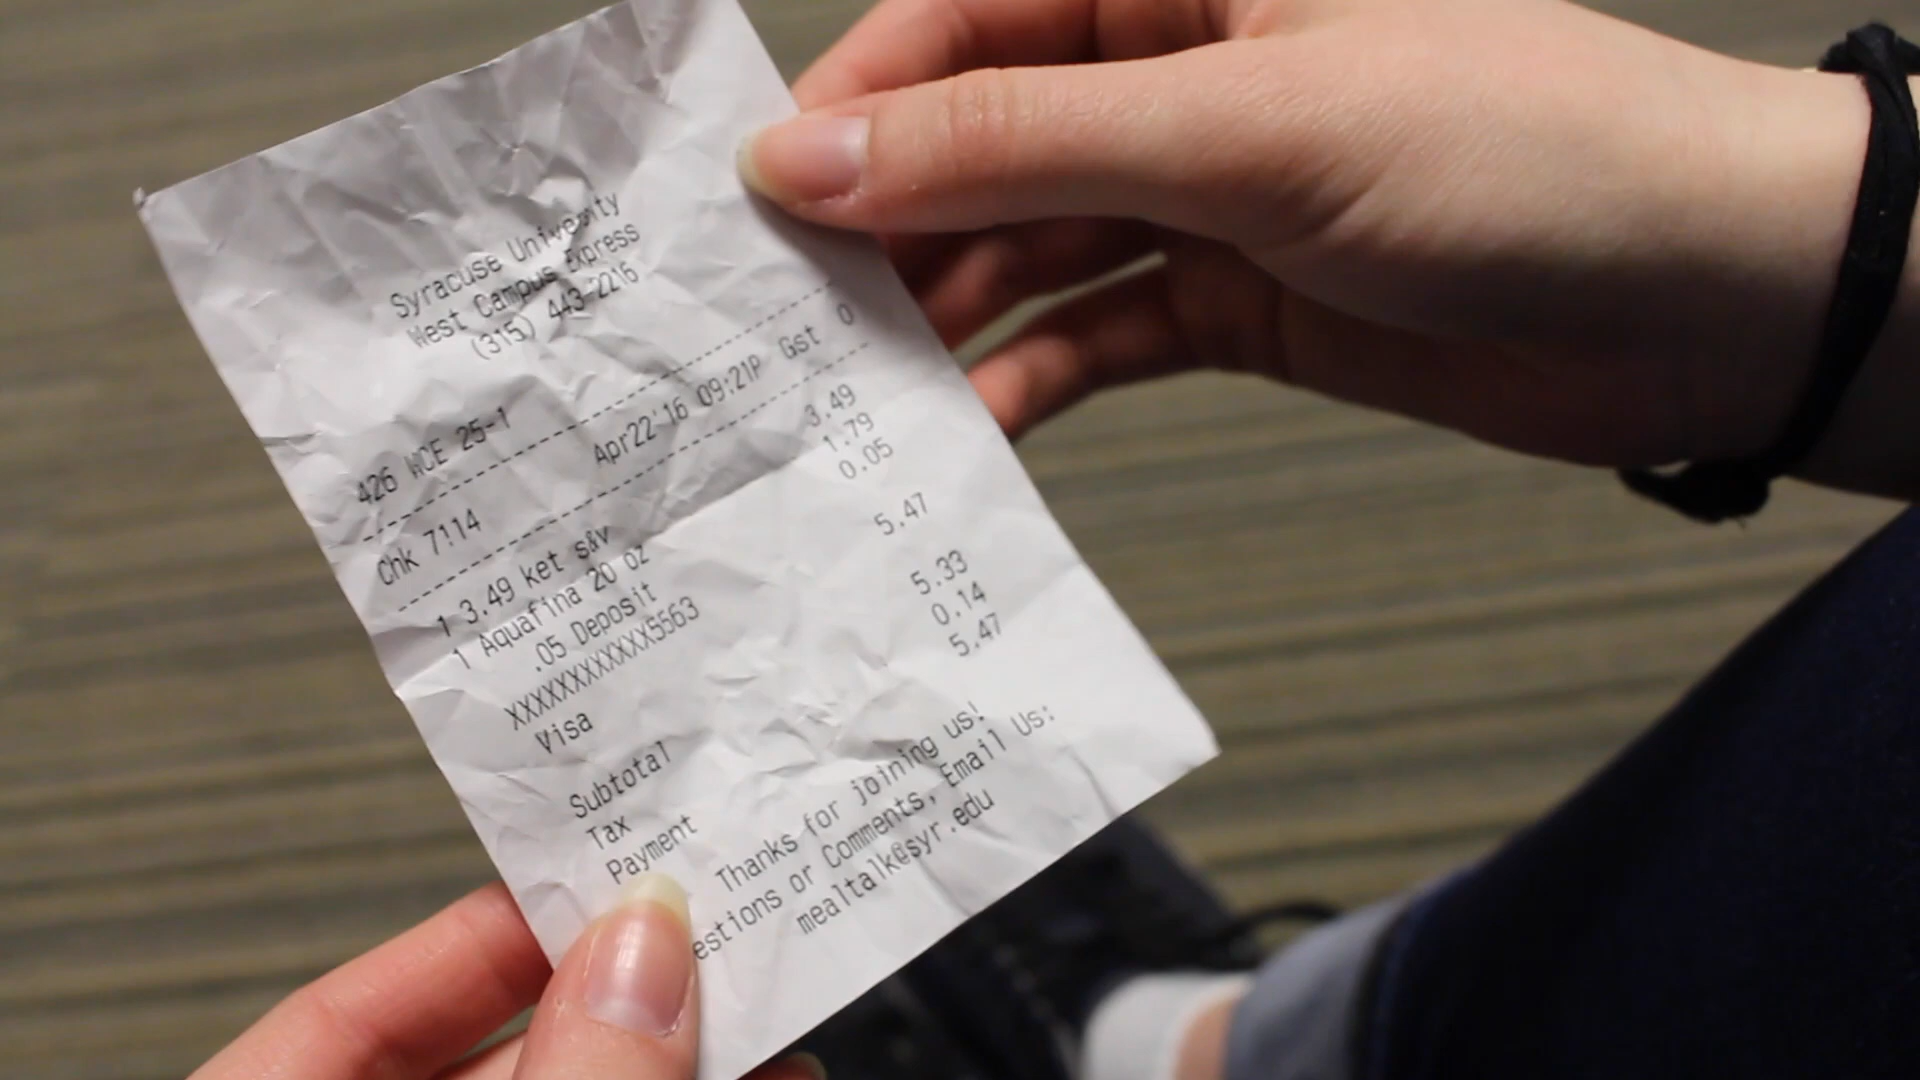 Syracuse University
West Campus Express
(315) 443-2216
426 WCE 25-1
Chk 7114 Apr22'16 09:21P Gst 0
1 3.49 ket s&v 3.49
1 Aquafina 20 oz 1.79
.05 Deposit 0.05
XXXXXXXXXXXX5563
Visa 5.47
Subtotal 5.33
Tax 0.14
Payment 5.47
Thanks for joining us!
estions or Comments, Email Us:
mealtalk@syr.edu